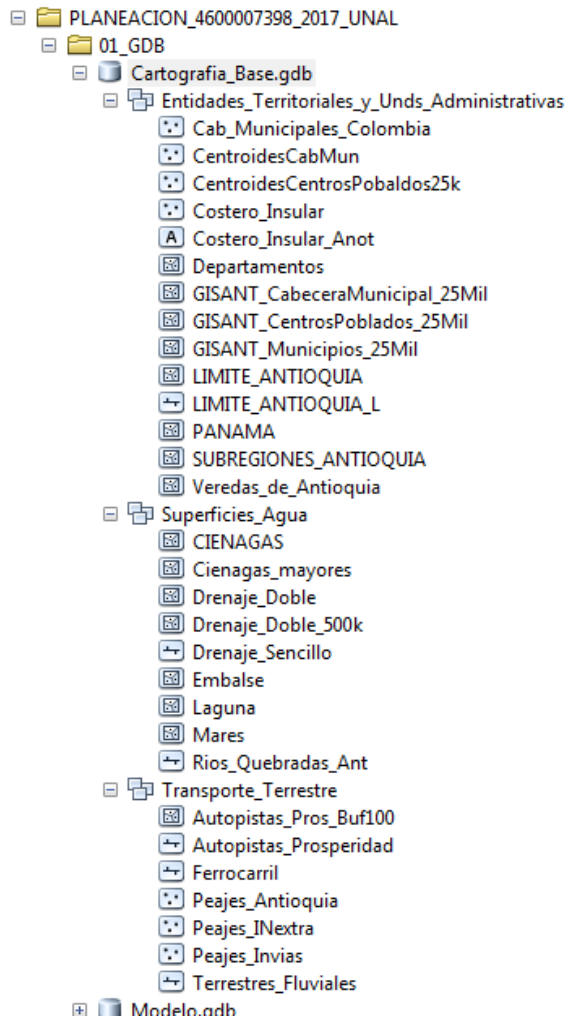 PLANEACION_4600007398_2017_UNAL
01_GDB
Cartografia_Base.gdb
Entidades_Territoriales_y_Unds_Administrativas
Cab_Municipales_Colombia
CentroidesCabMun
CentroidesCentrosPobaldos25k
Costero_Insular
A Costero_Insular_Anot
Departamentos
GISANT_CabeceraMunicipal_25Mil
GISANT_CentrosPoblados_25Mil
GISANT_Municipios_25Mil
LIMITE_ANTIOQUIA
LIMITE_ANTIOQUIA_L
PANAMA
SUBREGIONES_ANTIOQUIA
Veredas_de_Antioquia
Superficies_Agua
CIENAGAS
Cienagas_mayores
Drenaje_Doble
Drenaje_Doble_500k
Drenaje_Sencillo
Embalse
Laguna
Mares
Rios_Quebradas_Ant
Transporte_Terrestre
Autopistas_Pros_Buf100
Autopistas_Prosperidad
Ferrocarril
Peajes_Antioquia
Peajes_INextra
Peajes_Invias
Terrestres_Fluviales
Modelo.gdb